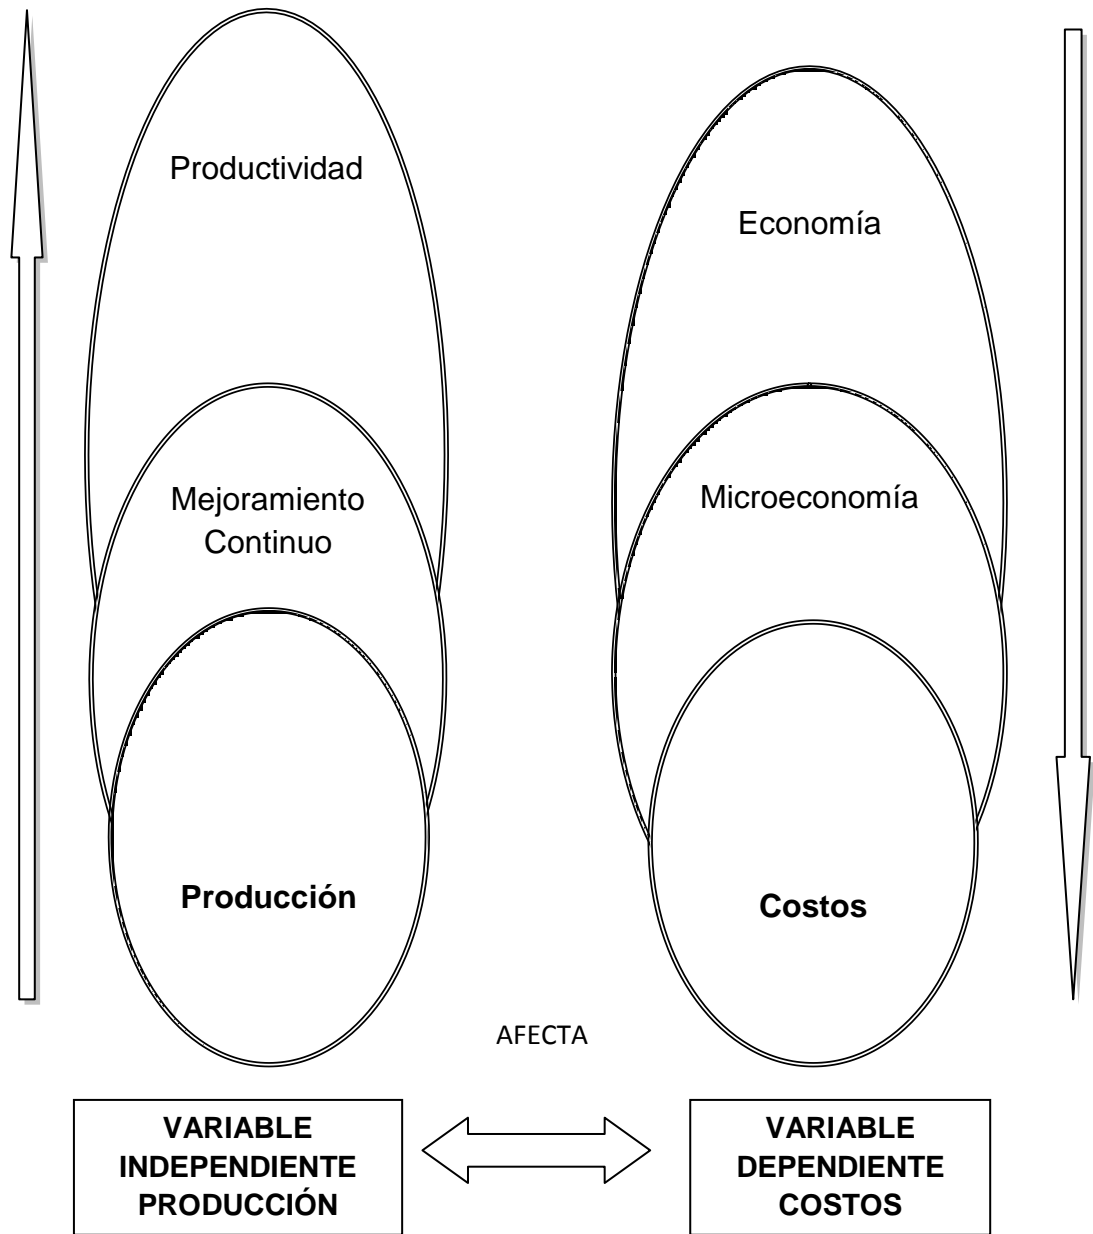 Productividad
Economía
Mejoramiento
Continuo
Microeconomía
Producción
Costos
AFECTA
VARIABLE
INDEPENDIENTE
PRODUCCIÓN
VARIABLE
DEPENDIENTE
COSTOS